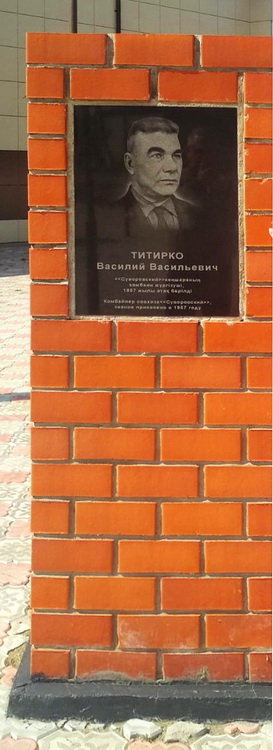 ТИТИРКО
Василий Васильевич
<<Суворовский>>кеңшарының
комбайн жүргізушісі
1957 жылы атақ берілді
Комбайнер совхоза<<Суворовский>>,
звание присвоено в 1957 году